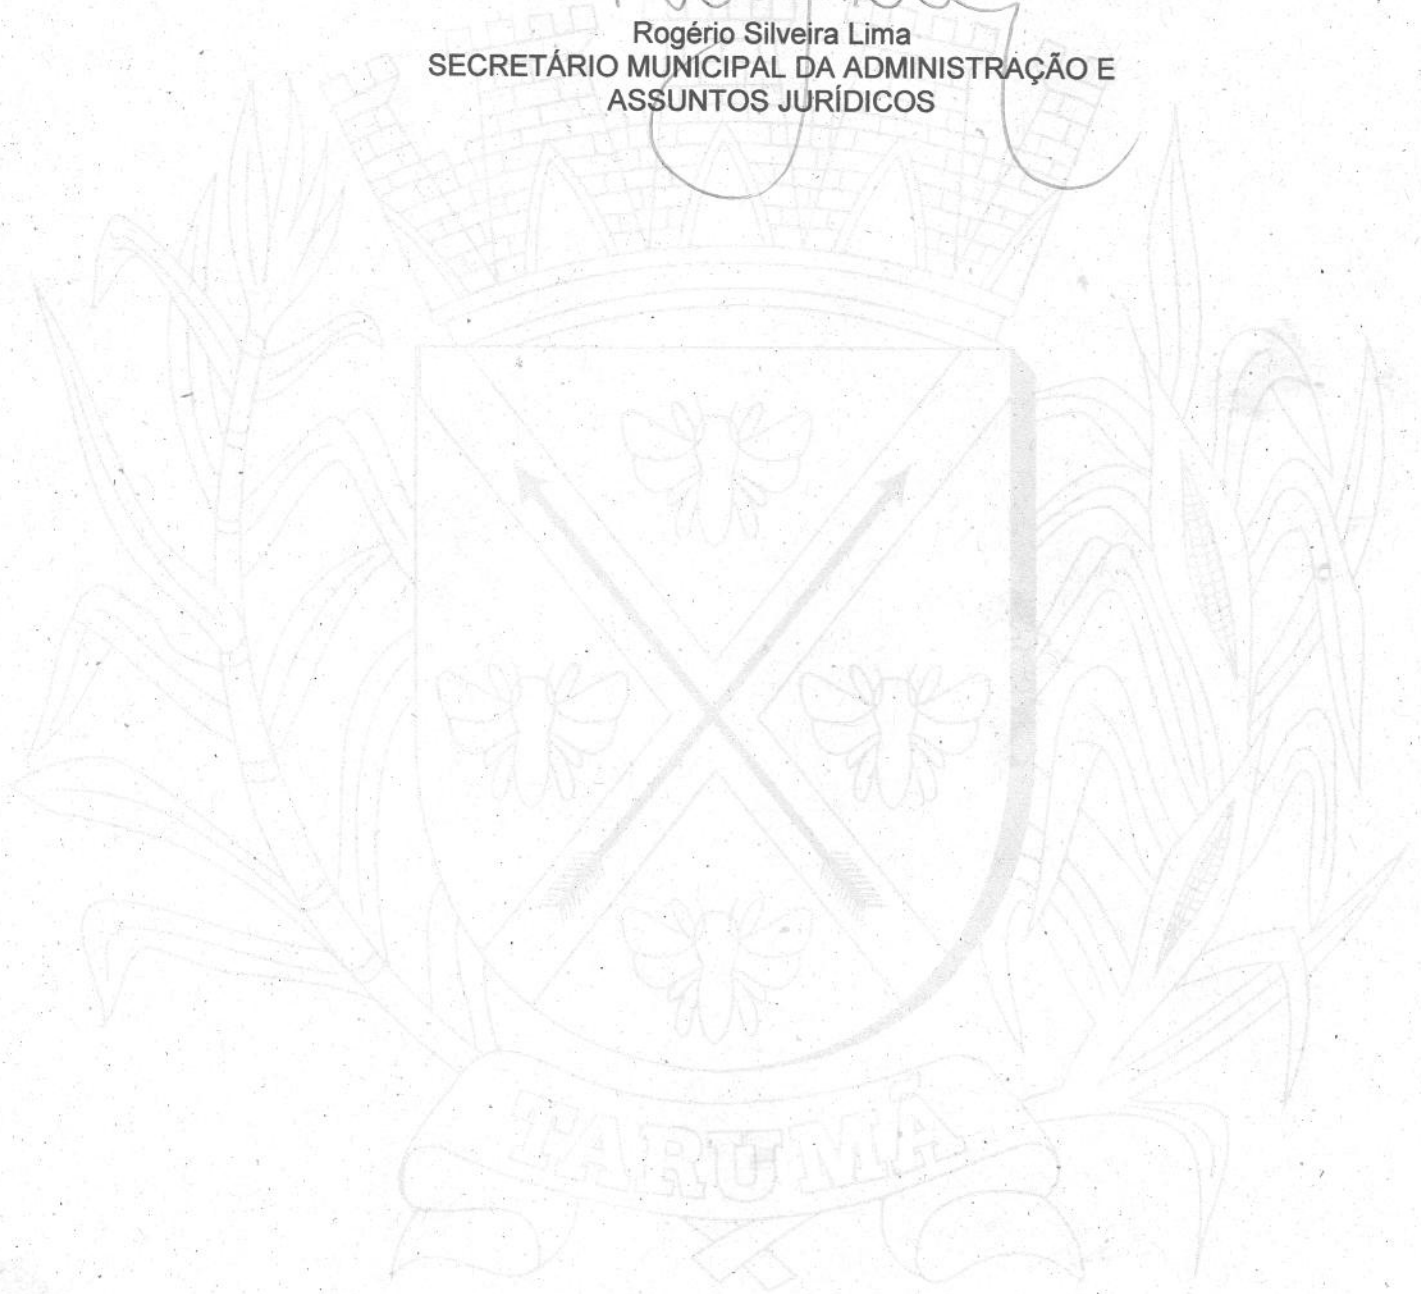 Rogério Silveira Lima
SECRETÁRIO MUNICIPAL DA ADMINISTRAÇÃO E
ASSUNTOS JURÍDICOS
TARUMÃ